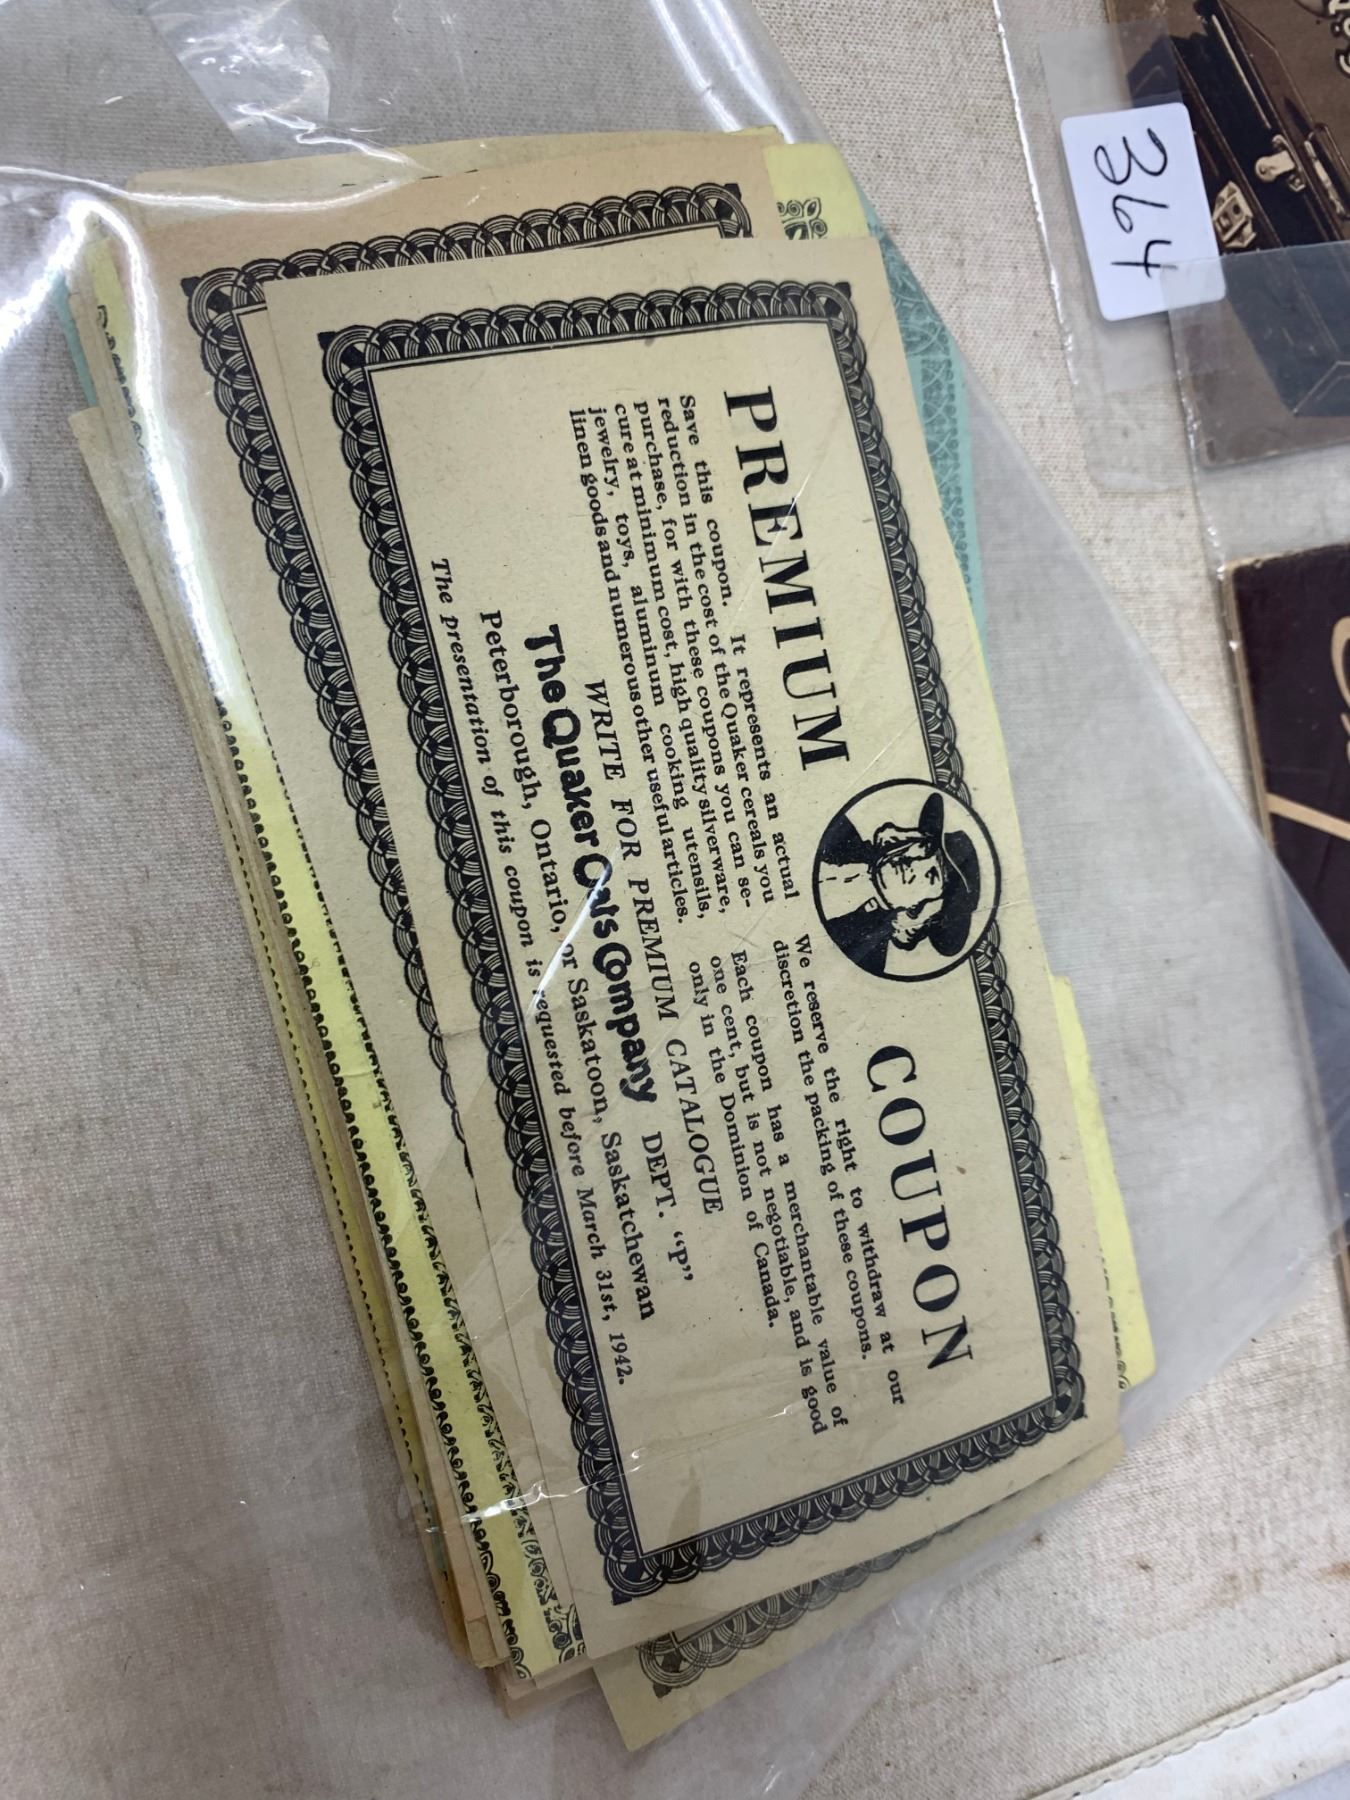 364
PREMIUM COUPON
Save this coupon. It represents an actual
reduction in the cost of the Quaker cereals you
purchase, for with these coupons you can se-
cure at minimum cost, high quality silverware,
jewelry, toys, aluminum cooking utensils,
linen goods and numerous other useful articles.
We reserve the right to withdraw at our
discretion the packing of these coupons.
Each coupon has a merchantable value of
one cent, but is not negotiable, and is good
only in the Dominion of Canada.
WRITE FOR PREMIUM CATALOGUE
The Quaker Oats Company DEPT. “P”
Peterborough, Ontario, or Saskatoon, Saskatchewan
The presentation of this coupon is requested before March 31st, 1942.